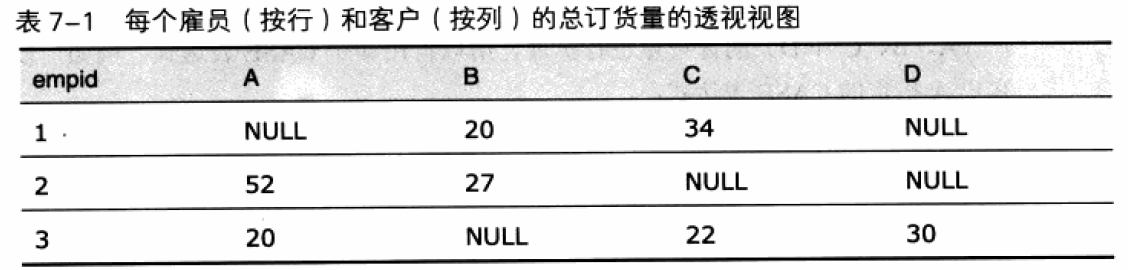 表 7-1 每个雇员（按行）和客户（按列）的总订货量的透视视图
empid A B C D
1 NULL 20 34 NULL
2 52 27 NULL NULL
3 20 NULL 22 30